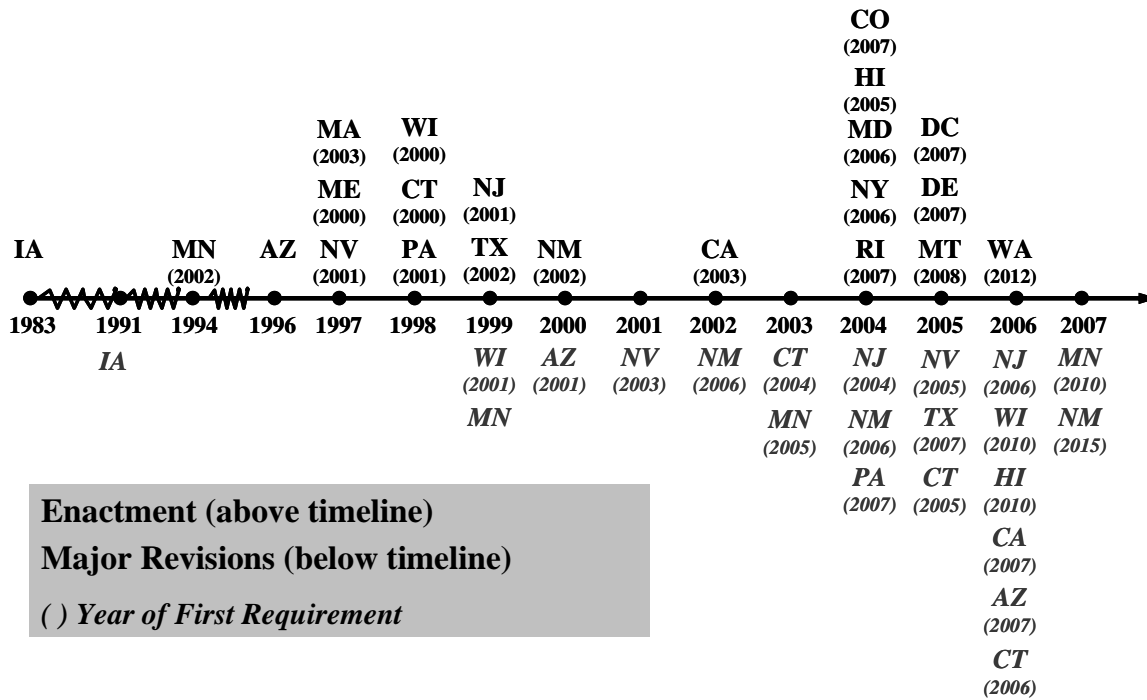 CO
(2007)
HI
(2005)
MA WI MD DC
(2003) (2000) (2006) (2007)
ME CT NJ NY DE
(2000) (2000) (2001) (2006) (2007)
IA MN AZ NV PA TX NM CA RI MT WA
(2002) (2001) (2001) (2002) (2002) (2003) (2007) (2008) (2012)
1983 1991 1994 1996 1997 1998 1999 2000 2001 2002 2003 2004 2005 2006 2007
IA WI AZ NV NM CT NJ NV NJ MN
(2001) (2001) (2003) (2006) (2004) (2004) (2005) (2006) (2010)
MN MN NM TX WI NM
(2005) (2006) (2007) (2010) (2015)
PA CT HI
(2007) (2005) (2010)
CA
(2007)
AZ
(2007)
CT
(2006)
Enactment (above timeline)
Major Revisions (below timeline)
( ) Year of First Requirement